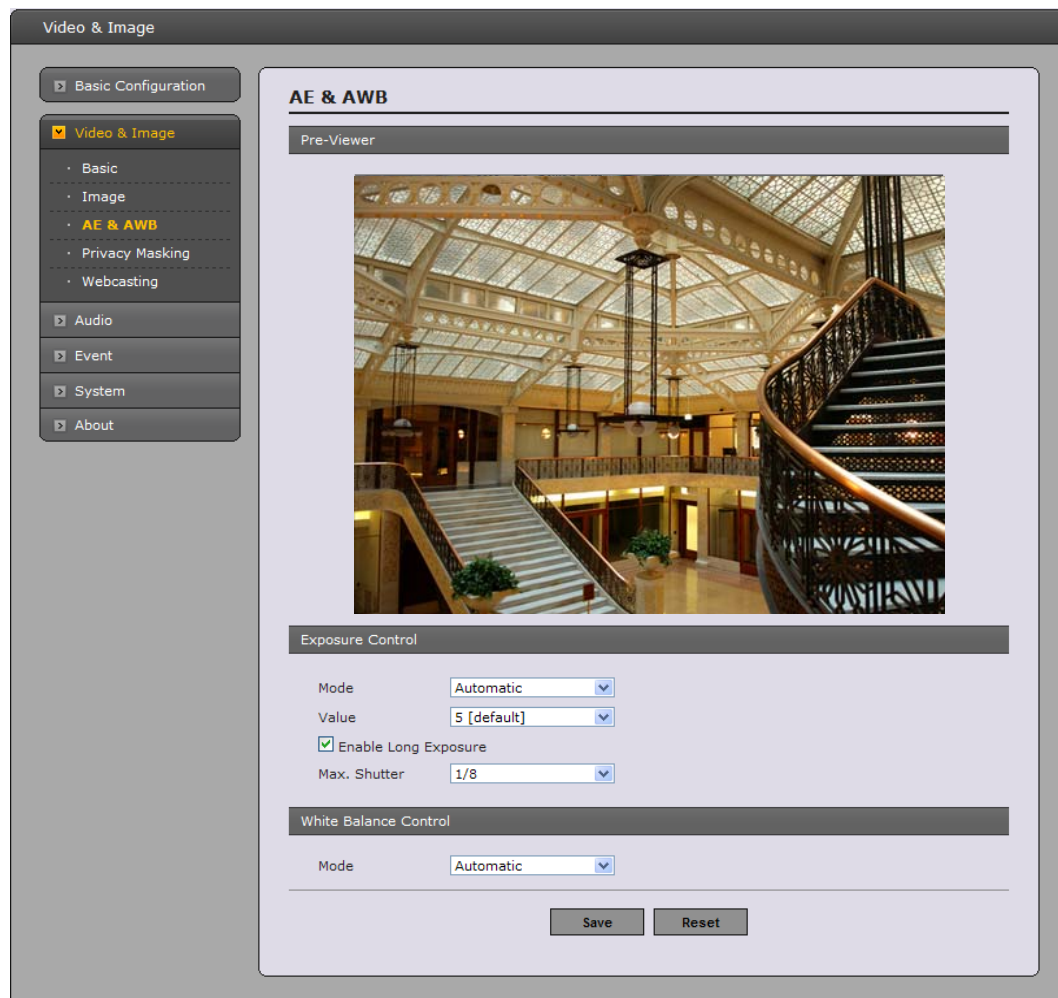 Video & Image
Basic Configuration
Video & Image
· Basic
· Image
· AE & AWB
· Privacy Masking
· Webcasting
Audio
Event
System
About
AE & AWB
Pre-Viewer
Exposure Control
Mode Automatic
Value 5 [default]
Enable Long Exposure
Max. Shutter 1/8
White Balance Control
Mode Automatic
Save Reset